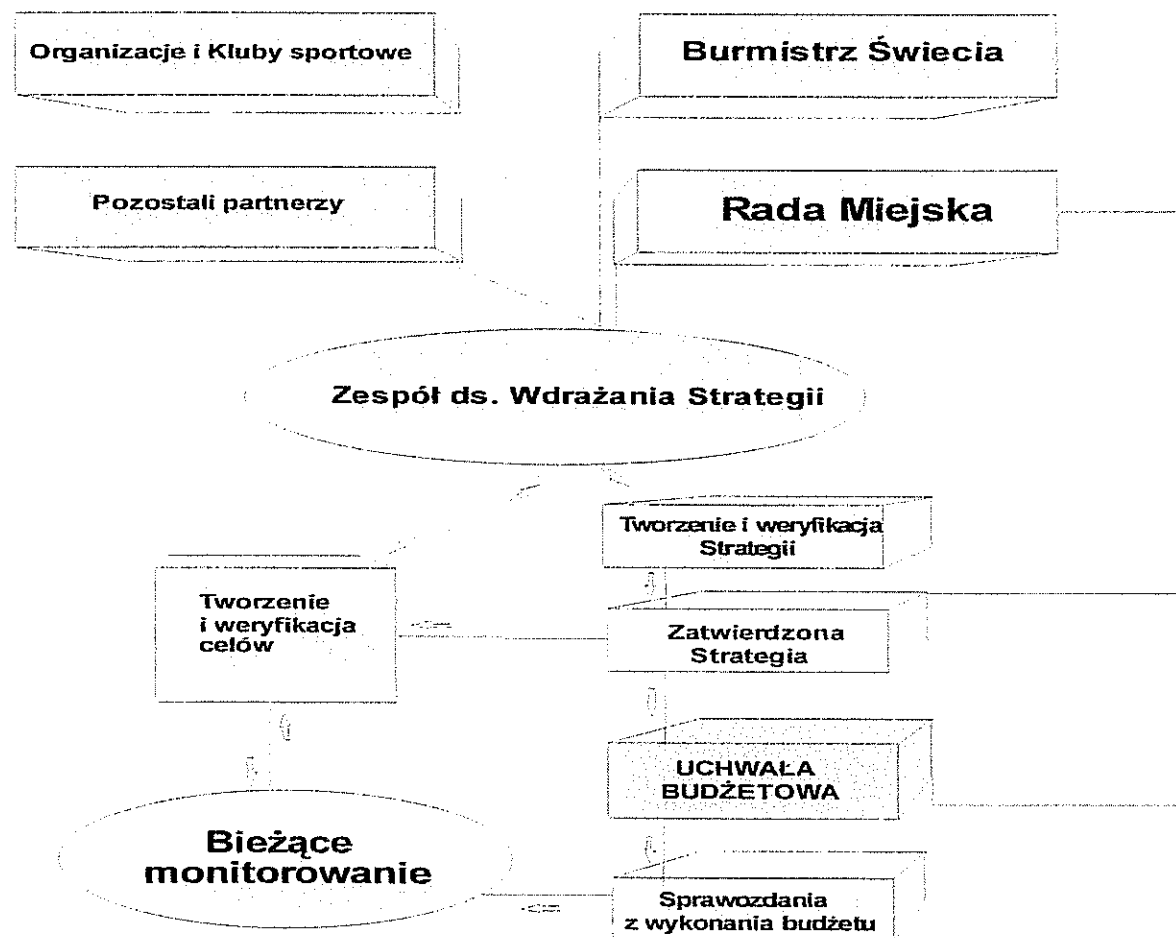 Organizacje i Kluby sportowe
Burmistrz Świecia
Pozostali partnerzy
Rada Miejska
Zespół ds. Wdrażania Strategii
Tworzenie i weryfikacja
Strategii
Tworzenie
i weryfikacja
celów
Zatwierdzona
Strategia
UCHWAŁA
BUDŻETOWA
Bieżące
monitorowanie
Sprawozdania
z wykonania budżetu